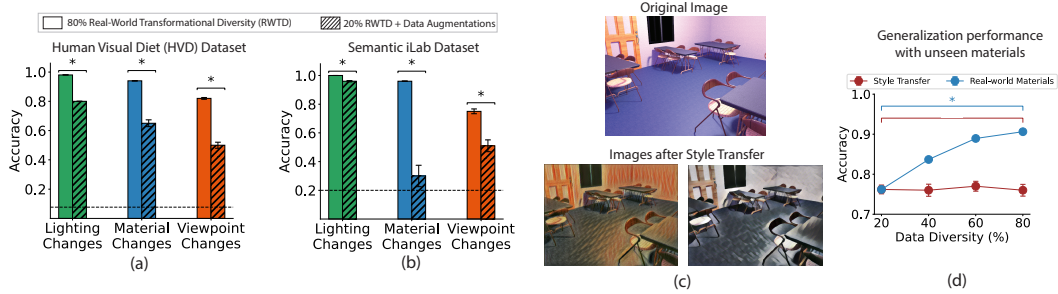 80% Real-World Transformational Diversity (RWTD)
20% RWTD + Data Augmentations
Human Visual Diet (HVD) Dataset
Accuracy
1.0
0.8
0.6
0.4
0.2
*
*
*
Lighting Changes
Material Changes
Viewpoint Changes
(a)
Semantic iLab Dataset
Accuracy
1.0
0.8
0.6
0.4
0.2
*
*
*
Lighting Changes
Material Changes
Viewpoint Changes
(b)
Original Image
Images after Style Transfer
(c)
Generalization performance
with unseen materials
Style Transfer
Real-world Materials
*
Accuracy
1.0
0.9
0.8
0.7
20
40
60
80
Data Diversity (%)
(d)